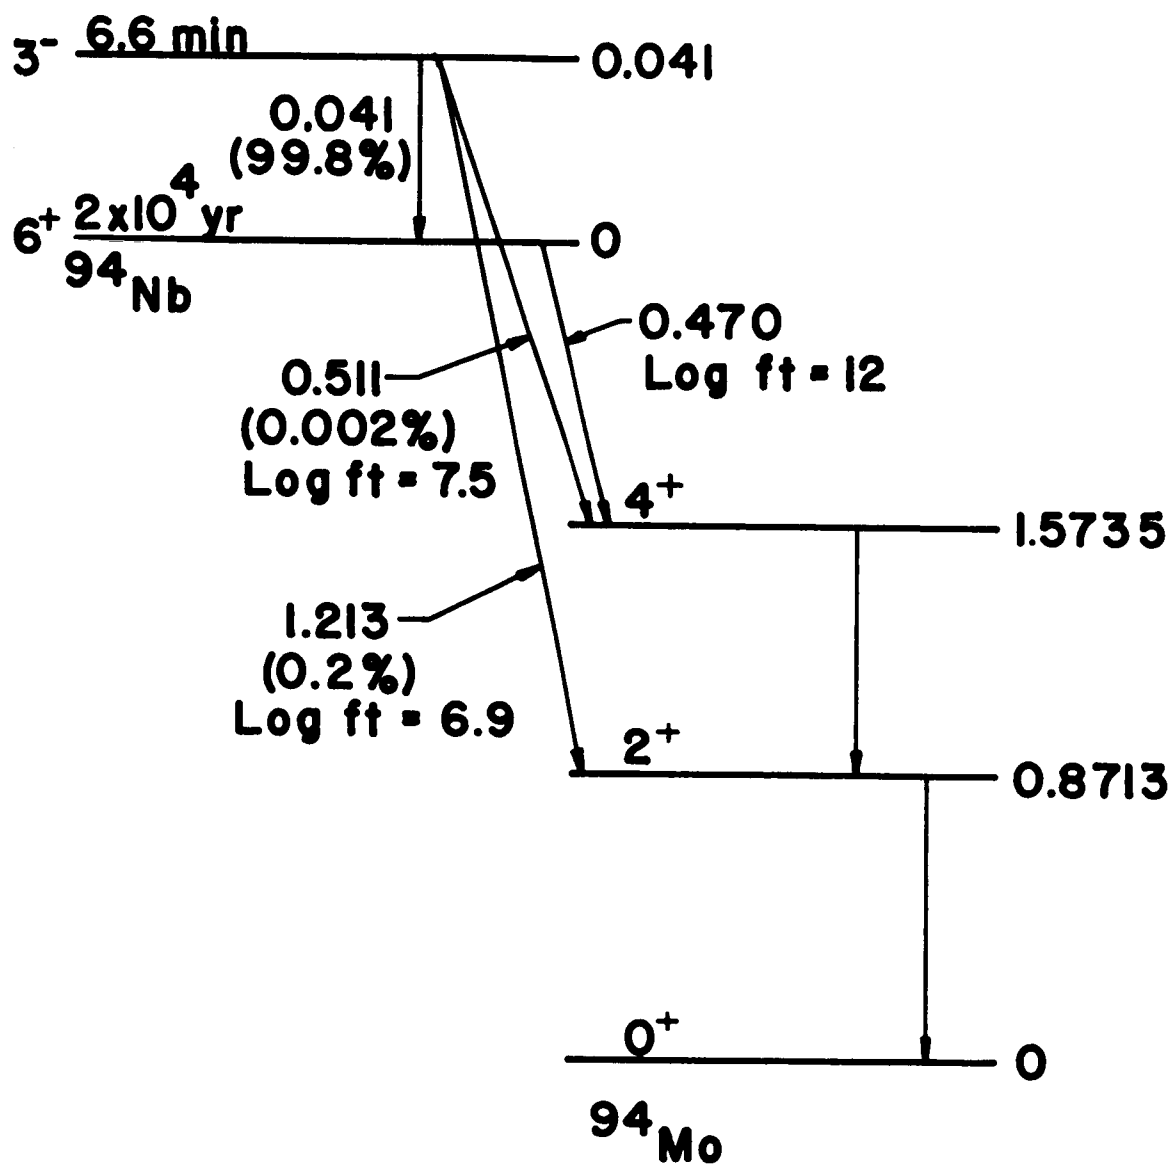 3⁻ 6.6 min 0.041
0.041
(99.8%)
6⁺ 2x10⁴ yr 0
⁹⁴Nb
0.470
Log ft = 12
0.511
(0.002%)
Log ft = 7.5
4⁺ 1.5735
1.213
(0.2%)
Log ft = 6.9
2⁺ 0.8713
0⁺ 0
⁹⁴Mo